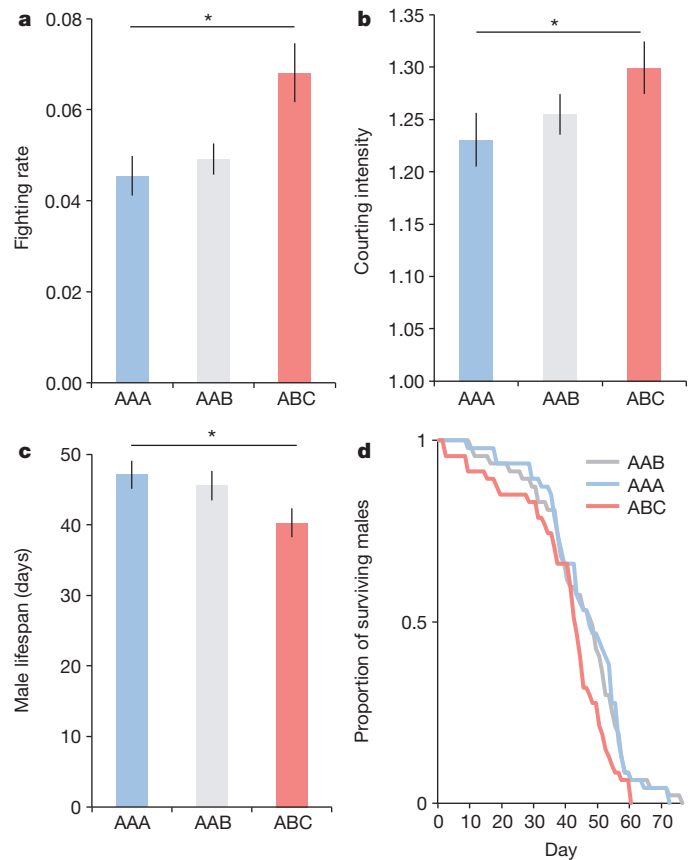 a
0.08
0.06
0.04
0.02
0.00
Fighting rate
*
AAA AAB ABC
b
1.35
1.30
1.25
1.20
1.15
1.10
1.05
1.00
Courting intensity
*
AAA AAB ABC
c
50
40
30
20
10
0
Male lifespan (days)
*
AAA AAB ABC
d
1
0.5
0
Proportion of surviving males
AAB
AAA
ABC
0 10 20 30 40 50 60 70
Day